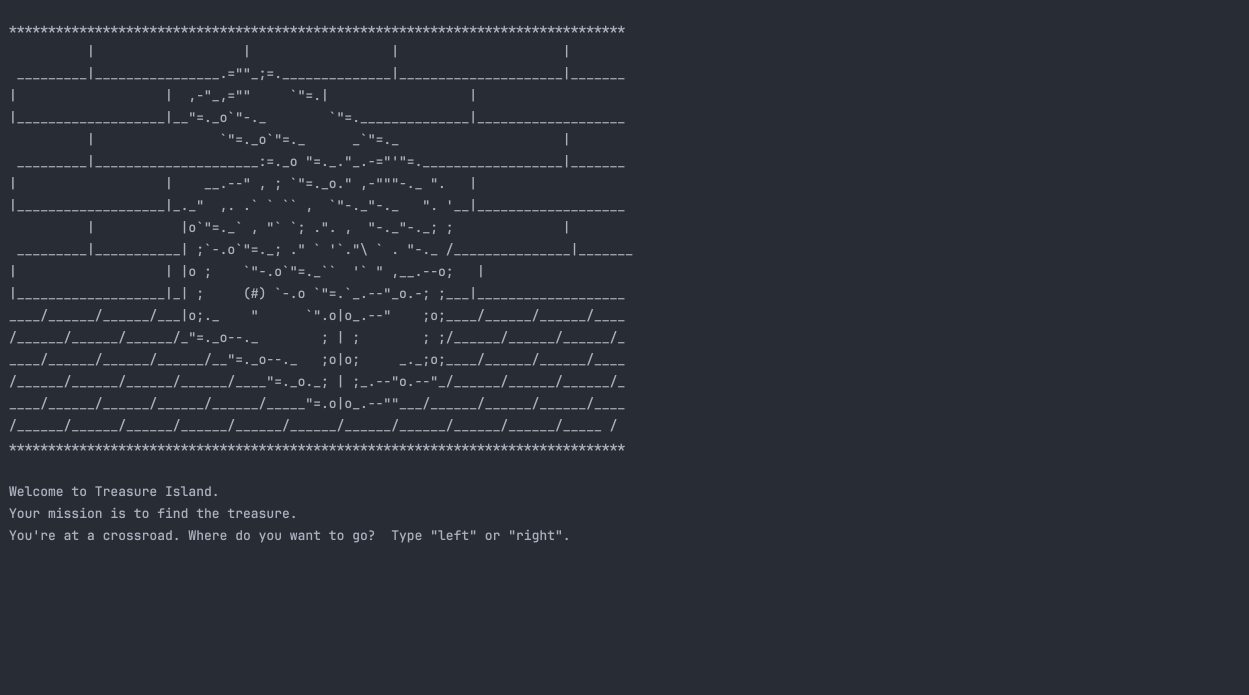 *******************************************************************************
          |                   |                  |                     |
 _________|________________.=""_;=.______________|_____________________|_______
|                   |  ,-"_,=""     `"=.|                  |
|___________________|__"=._o`"-._        `"=.______________|___________________
          |                `"=._o`"=._      _`"=._                     |
 _________|_____________________:=._o "=._."_.-="'"=.__________________|_______
|                   |    __.--" , ; `"=._o." ,-"""-._ ".   |
|___________________|_._"  ,. .` ` `` ,  `"-._"-._   ". '__|___________________
          |           |o`"=._` , "` `; .". ,  "-._"-._; ;              |
 _________|___________| ;`-.o`"=._; ." ` '`."\ ` . "-._ /_______________|_______
|                   | |o ;    `"-.o`"=._``  '` " ,__.--o;   |
|___________________|_| ;     (#) `-.o `"=.`_.--"_o.-; ;___|___________________
____/______/______/___|o;._    "      `".o|o_.--"    ;o;____/______/______/____
/______/______/______/_"=._o--._        ; | ;        ; ;/______/______/______/_
____/______/______/______/__"=._o--._   ;o|o;     _._;o;____/______/______/____
/______/______/______/______/____"=._o._; | ;_.--"o.--"_/______/______/______/_
____/______/______/______/______/_____"=.o|o_.--""___/______/______/______/____
/______/______/______/______/______/______/______/______/______/______/_____ /
*******************************************************************************
Welcome to Treasure Island.
Your mission is to find the treasure.
You're at a crossroad. Where do you want to go?  Type "left" or "right".